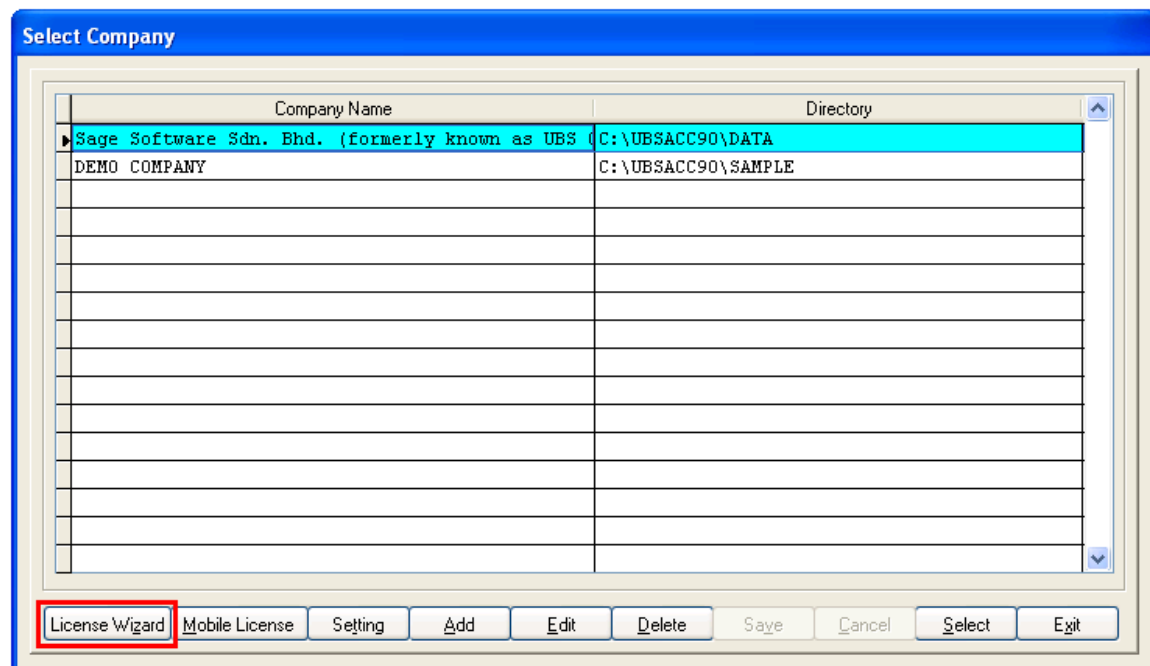 Select Company
Company Name Directory
Sage Software Sdn. Bhd. (formerly known as UBS ( C:\UBSACC90\DATA
DEMO COMPANY C:\UBSACC90\SAMPLE
License Wizard Mobile License Setting Add Edit Delete Save Cancel Select Exit